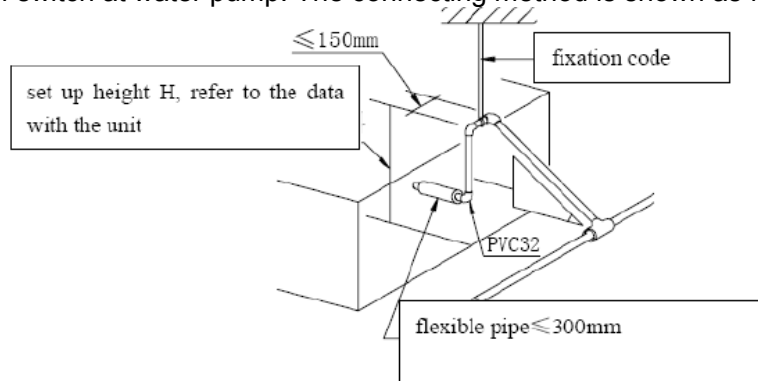 switch at water pump. The connecting method is shown as
≤150mm
fixation code
set up height H, refer to the data
with the unit
PVC32
flexible pipe≤300mm